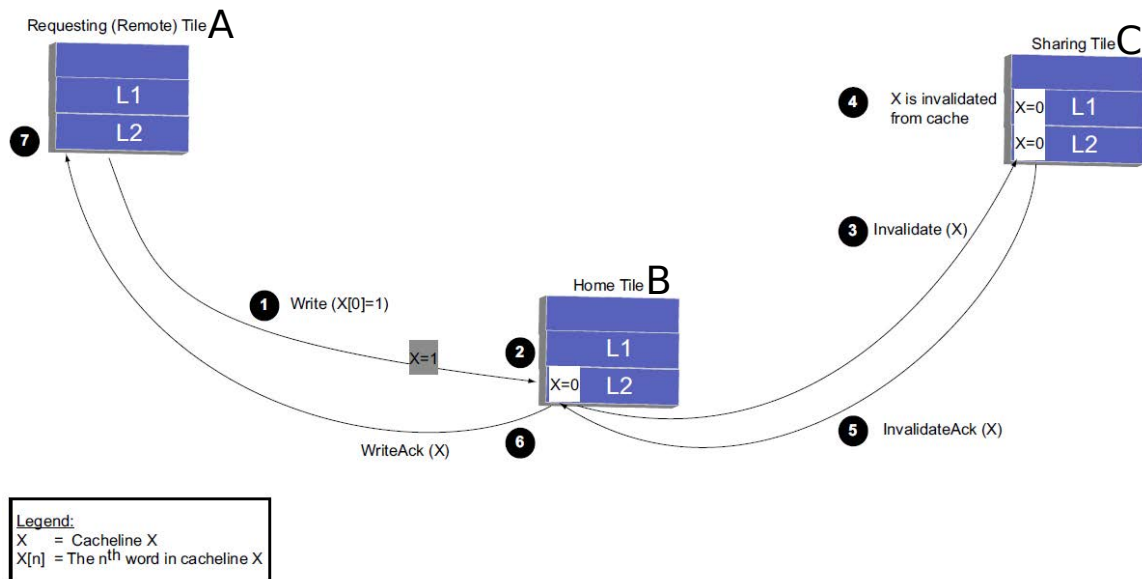 Requesting (Remote) Tile A
L1
L2
7
Sharing Tile C
4
X is invalidated
from cache
X=0
L1
X=0
L2
3
Invalidate (X)
Home Tile B
1
Write (X[0]=1)
X=1
2
L1
X=0
L2
5
InvalidateAck (X)
6
WriteAck (X)
Legend:
X = Cacheline X
X[n] = The nth word in cacheline X